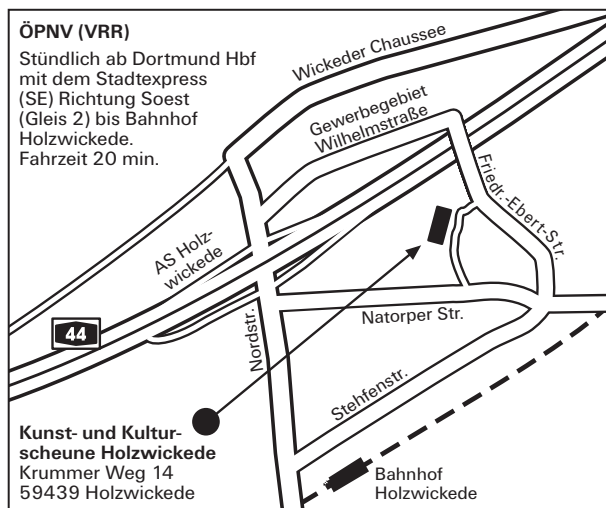 ÖPNV (VRR)
Stündlich ab Dortmund Hbf
mit dem Stadtexpress
(SE) Richtung Soest
(Gleis 2) bis Bahnhof
Holzwickede.
Fahrzeit 20 min.
Wickeder Chaussee
Gewerbegebiet
Wilhelmstraße
Friedr.-Ebert-Str.
AS Holz-
wickede
44
Nordstr.
Natorper Str.
Stehfenstr.
Kunst- und Kultur-
scheune Holzwickede
Krummer Weg 14
59439 Holzwickede
Bahnhof
Holzwickede